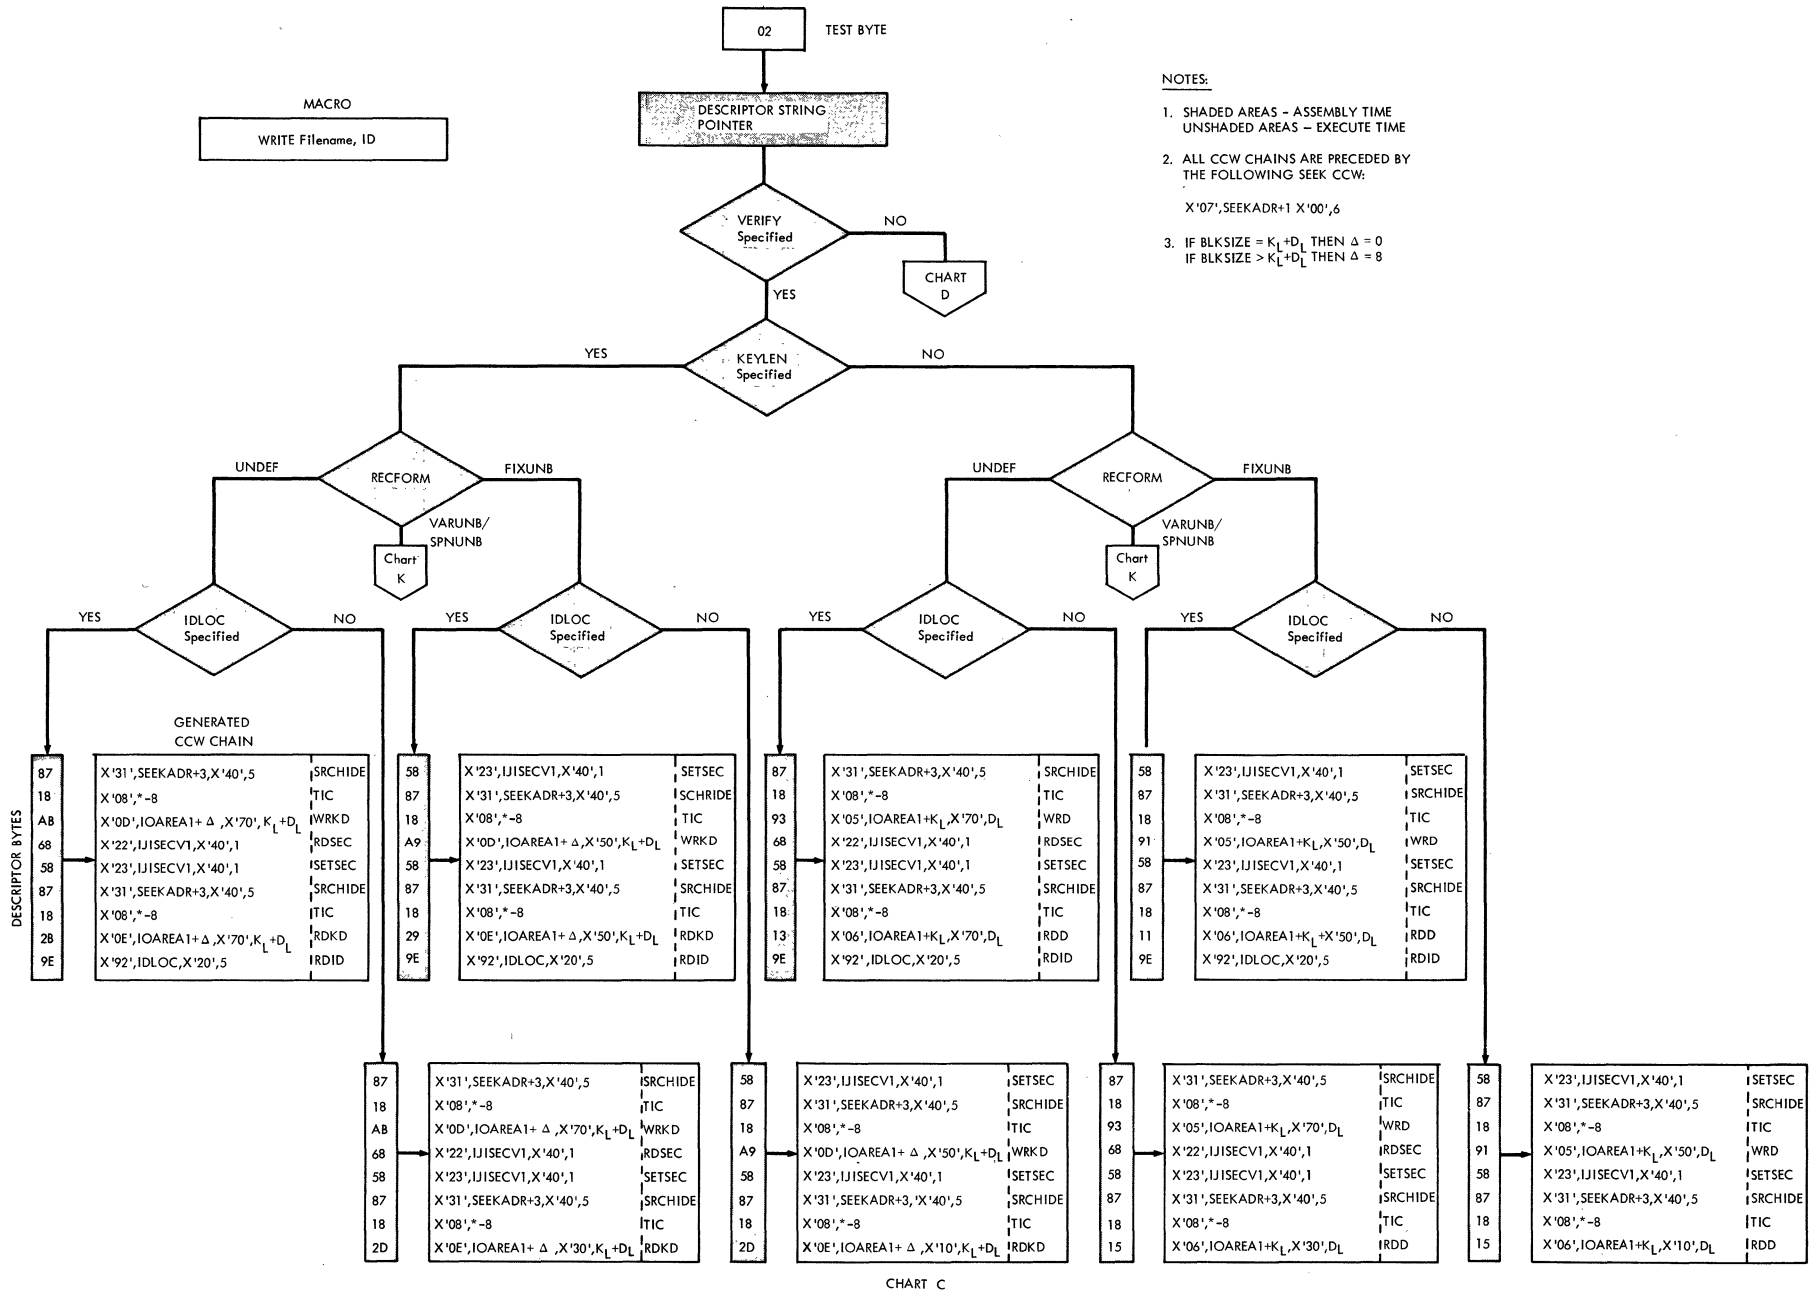 02
TEST BYTE
DESCRIPTOR STRING
POINTER
MACRO
WRITE Filename, ID
NOTES:
1. SHADED AREAS - ASSEMBLY TIME
UNSHADED AREAS – EXECUTE TIME
2. ALL CCW CHAINS ARE PRECEDED BY
THE FOLLOWING SEEK CCW:
X'07',SEEKADR+1 X'00',6
3. IF BLKSIZE = KL+DL THEN Δ = 0
IF BLKSIZE > KL+DL THEN Δ = 8
VERIFY
Specified
NO
CHART
D
YES
KEYLEN
Specified
YES
NO
RECFORM
UNDEF
FIXUNB
VARUNB/
SPNUNB
Chart
K
RECFORM
UNDEF
FIXUNB
VARUNB/
SPNUNB
Chart
K
YES
IDLOC
Specified
NO
YES
IDLOC
Specified
NO
YES
IDLOC
Specified
NO
YES
IDLOC
Specified
NO
GENERATED
CCW CHAIN
DESCRIPTOR BYTES
87 X'31',SEEKADR+3,X'40',5 SRCHIDE
18 X'08',*-8 TIC
AB X'0D',IOAREA1+ Δ ,X'70',KL+DL WRKD
68 X'22',IJISECV1,X'40',1 RDSEC
58 X'23',IJISECV1,X'40',1 SETSEC
87 X'31',SEEKADR+3,X'40',5 SRCHIDE
18 X'08',*-8 TIC
2B X'0E',IOAREA1+ Δ ,X'70',KL+DL RDKD
9E X'92',IDLOC,X'20',5 RDID
58 X'23',IJISECV1,X'40',1 SETSEC
87 X'31',SEEKADR+3,X'40',5 SCHRIDE
18 X'08',*-8 TIC
A9 X'0D',IOAREA1+ Δ,X'50',KL+DL WRKD
58 X'23',IJISECV1,X'40',1 SETSEC
87 X'31',SEEKADR+3,X'40',5 SRCHIDE
18 X'08',*-8 TIC
29 X'0E',IOAREA1+ Δ,X'50',KL+DL RDKD
9E X'92',IDLOC,X'20',5 RDID
87 X'31',SEEKADR+3,X'40',5 SRCHIDE
18 X'08',*-8 TIC
93 X'05',IOAREA1+KL,X'70',DL WRD
68 X'22',IJISECV1,X'40',1 RDSEC
58 X'23',IJISECV1,X'40',1 SETSEC
87 X'31',SEEKADR+3,X'40',5 SRCHIDE
18 X'08',*-8 TIC
13 X'06',IOAREA1+KL,X'70',DL RDD
9E X'92',IDLOC,X'20',5 RDID
58 X'23',IJISECV1,X'40',1 SETSEC
87 X'31',SEEKADR+3,X'40',5 SRCHIDE
18 X'08',*-8 TIC
91 X'05',IOAREA1+KL,X'50',DL WRD
58 X'23',IJISECV1,X'40',1 SETSEC
87 X'31',SEEKADR+3,X'40',5 SRCHIDE
18 X'08',*-8 TIC
11 X'06',IOAREA1+KL+X'50',DL RDD
9E X'92',IDLOC,X'20',5 RDID
87 X'31',SEEKADR+3,X'40',5 SRCHIDE
18 X'08',*-8 TIC
AB X'0D',IOAREA1+ Δ ,X'70',KL+DL WRKD
68 X'22',IJISECV1,X'40',1 RDSEC
58 X'23',IJISECV1,X'40',1 SETSEC
87 X'31',SEEKADR+3,X'40',5 SRCHIDE
18 X'08',*-8 TIC
2D X'0E',IOAREA1+ Δ ,X'30',KL+DL RDKD
58 X'23',IJISECV1,X'40',1 SETSEC
87 X'31',SEEKADR+3,X'40',5 SRCHIDE
18 X'08',*-8 TIC
A9 X'0D',IOAREA1+ Δ ,X'50',KL+DL WRKD
58 X'23',IJISECV1,X'40',1 SETSEC
87 X'31',SEEKADR+3,'X'40',5 SRCHIDE
18 X'08',*-8 TIC
2D X'0E',IOAREA1+ Δ ,X'10',KL+DL RDKD
87 X'31',SEEKADR+3,X'40',5 SRCHIDE
18 X'08',*-8 TIC
93 X'05',IOAREA1+KL,X'70',DL WRD
68 X'22',IJISECV1,X'40',1 RDSEC
58 X'23',IJISECV1,X'40',1 SETSEC
87 X'31',SEEKADR+3,X'40',5 SRCHIDE
18 X'08',*-8 TIC
15 X'06',IOAREA1+KL,X'30',DL RDD
58 X'23',IJISECV1,X'40',1 SETSEC
87 X'31',SEEKADR+3,X'40',5 SRCHIDE
18 X'08',*-8 TIC
91 X'05',IOAREA1+KL,X'50',DL WRD
58 X'23',IJISECV1,X'40',1 SETSEC
87 X'31',SEEKADR+3,X'40',5 SRCHIDE
18 X'08',*-8 TIC
15 X'06',IOAREA1+KL,X'10',DL RDD
CHART C